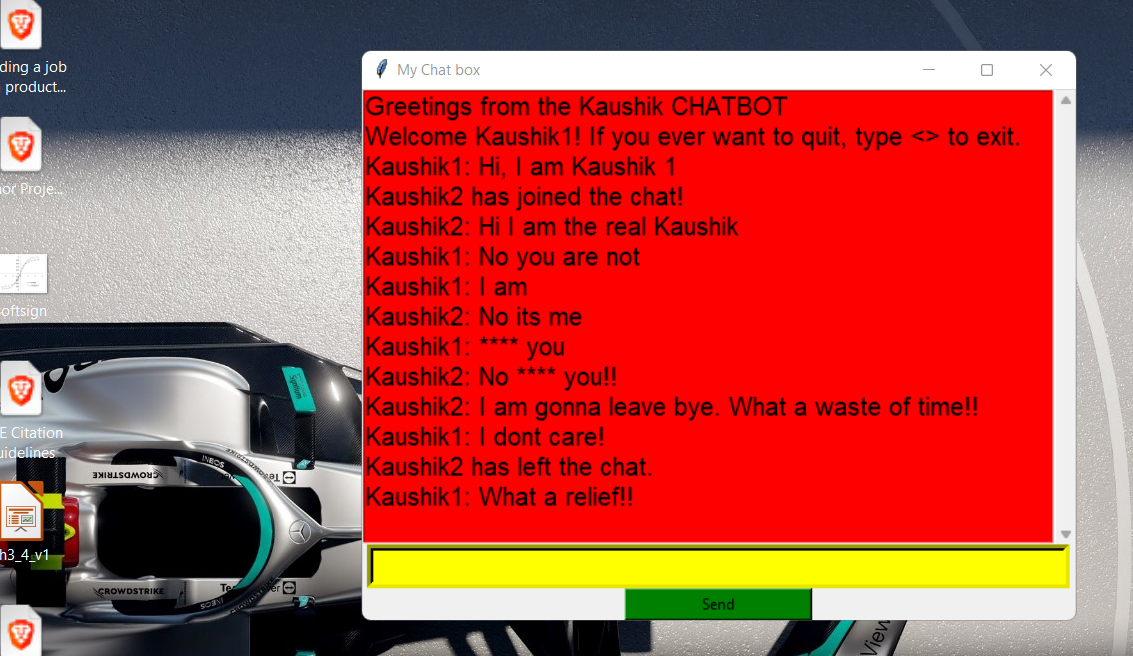 ding a job
product...
or Proje...
oftsign
E Citation
uidelines
h3_4_v1
My Chat box
Greetings from the Kaushik CHATBOT
Welcome Kaushik1! If you ever want to quit, type <> to exit.
Kaushik1: Hi, I am Kaushik 1
Kaushik2 has joined the chat!
Kaushik2: Hi I am the real Kaushik
Kaushik1: No you are not
Kaushik1: I am
Kaushik2: No its me
Kaushik1: **** you
Kaushik2: No **** you!!
Kaushik2: I am gonna leave bye. What a waste of time!!
Kaushik1: I dont care!
Kaushik2 has left the chat.
Kaushik1: What a relief!!
Send
INEOS
CROWDSTRIKE
CROWDSTRIKE
INEOS